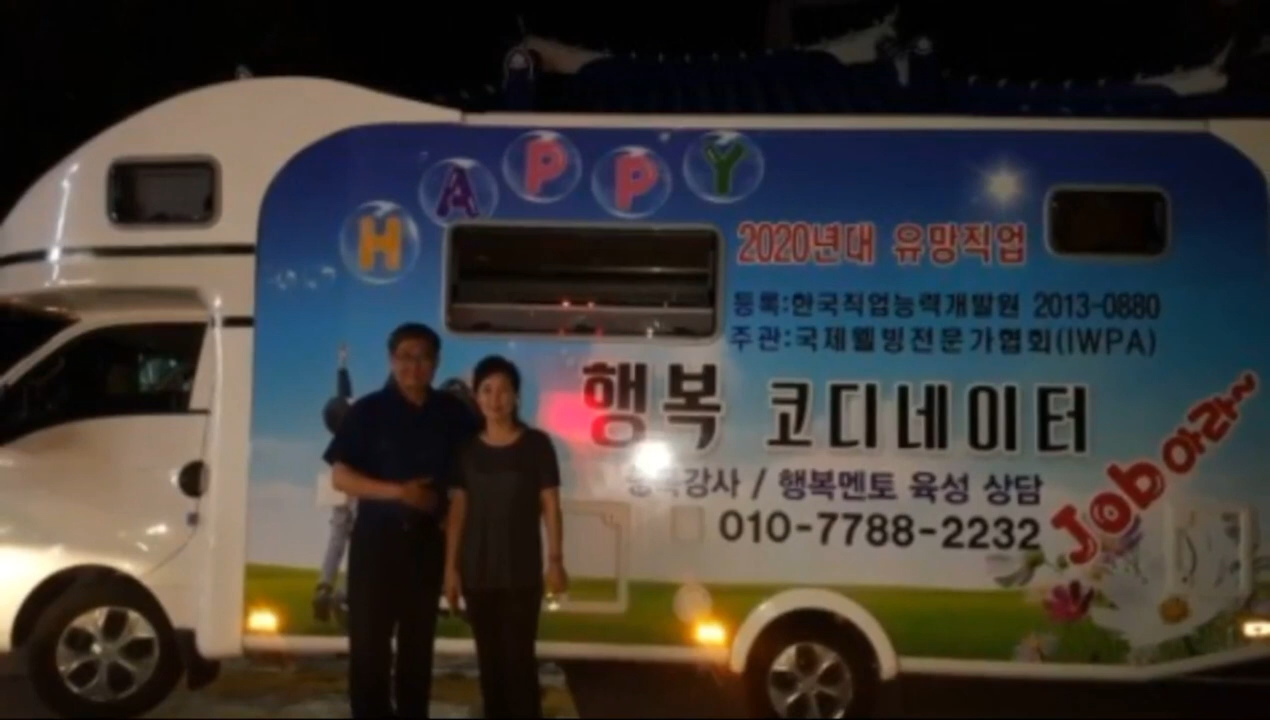 HAPPY
2020년대 유망직업
등록:한국직업능력개발원 2013-0880
주관:국제웰빙전문가협회(IWPA)
행복 코디네이터
강사 / 행복멘토 육성 상담
010-7788-2232
Job아라~